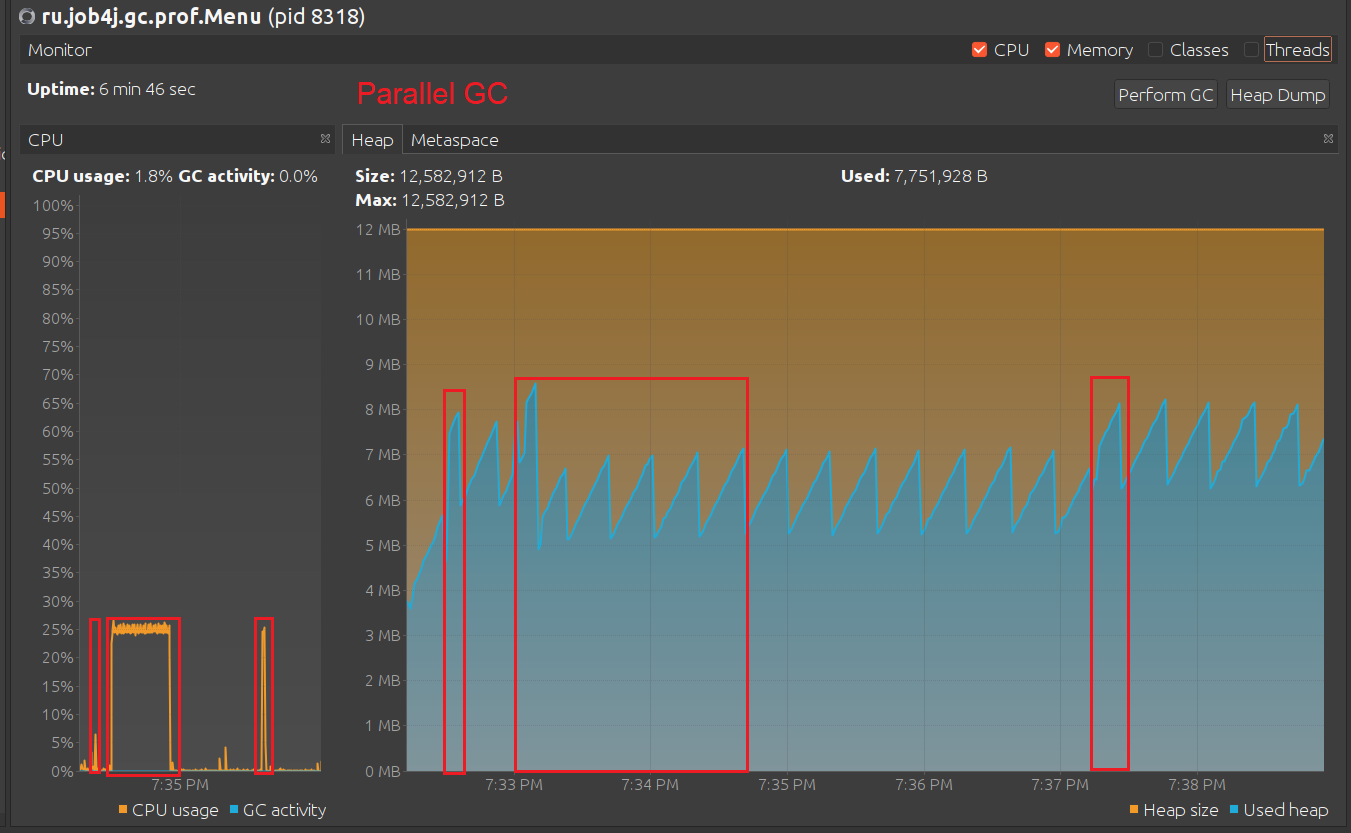 ru.job4j.gc.prof.Menu (pid 8318)
Monitor
CPU Memory Classes Threads
Uptime: 6 min 46 sec
Parallel GC
Perform GC Heap Dump
CPU
Heap Metaspace
CPU usage: 1.8% GC activity: 0.0%
100%
95%
90%
85%
80%
75%
70%
65%
60%
55%
50%
45%
40%
35%
30%
25%
20%
15%
10%
5%
0%
7:35 PM
CPU usage GC activity
Size: 12,582,912 B
Used: 7,751,928 B
Max: 12,582,912 B
12 MB
11 MB
10 MB
9 MB
8 MB
7 MB
6 MB
5 MB
4 MB
3 MB
2 MB
1 MB
0 MB
7:33 PM 7:34 PM 7:35 PM 7:36 PM 7:37 PM 7:38 PM
Heap size Used heap